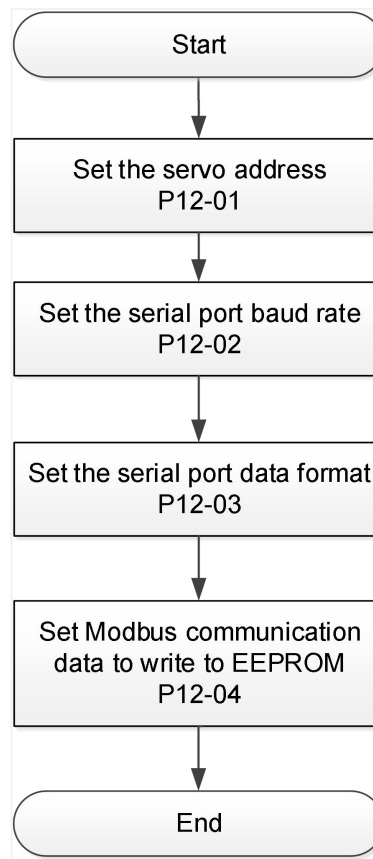 Start
Set the servo address
P12-01
Set the serial port baud rate
P12-02
Set the serial port data format
P12-03
Set Modbus communication
data to write to EEPROM
P12-04
End